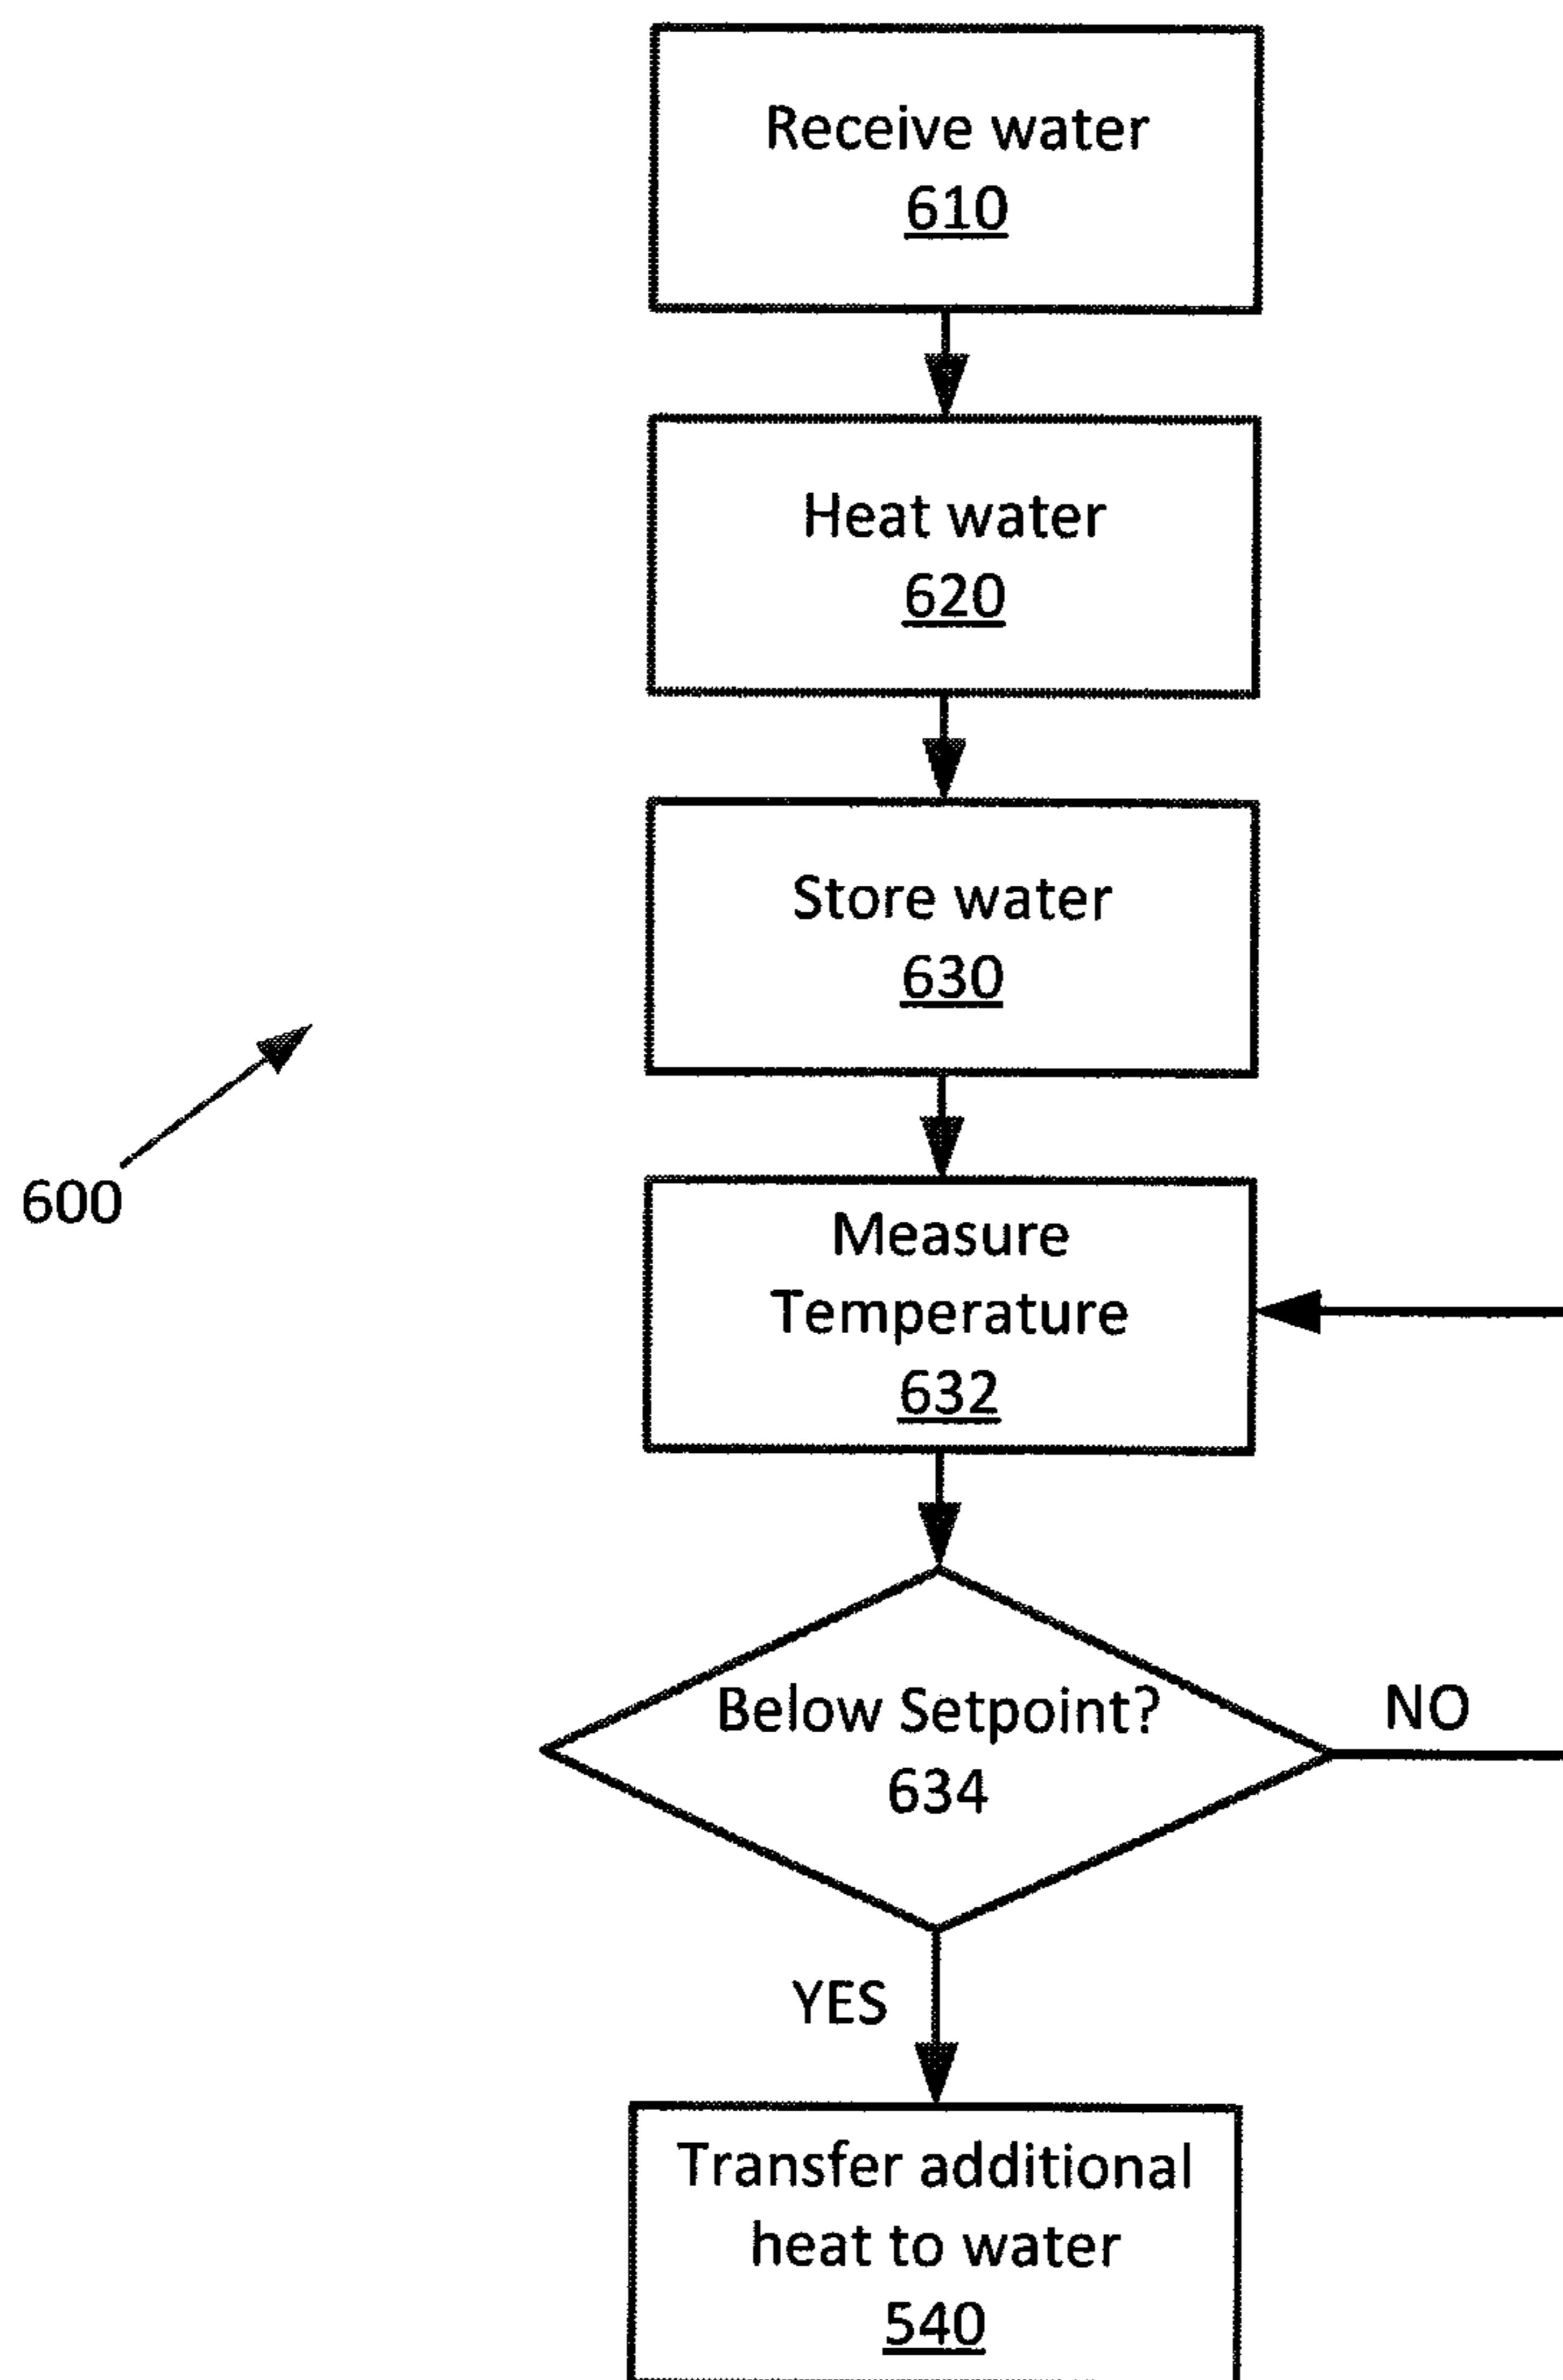 Receive water
610
Heat water
620
Store water
630
600
Measure
Temperature
632
Below Setpoint?
634
NO
YES
Transfer additional
heat to water
540